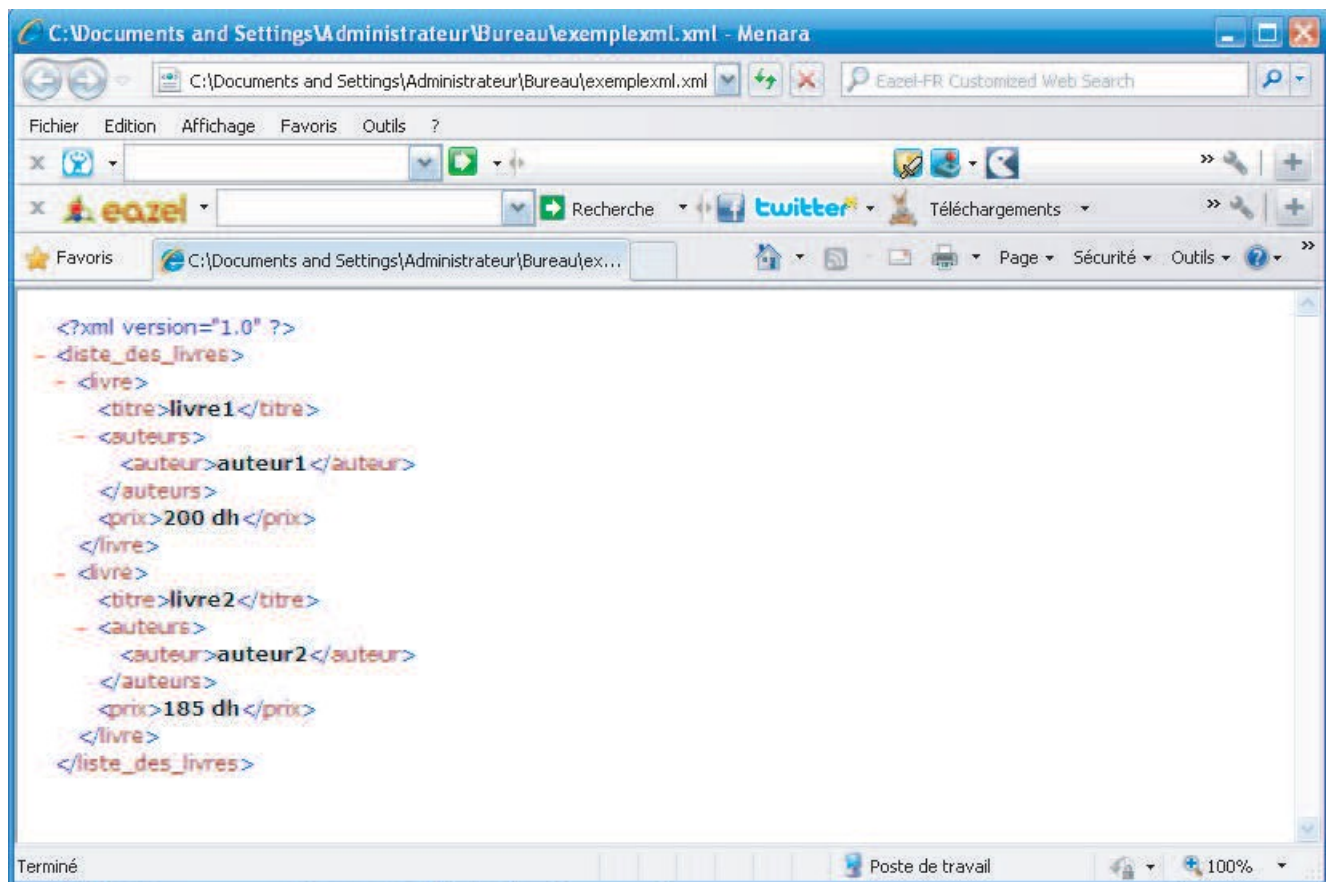 C:\Documents and Settings\Administrateur\Bureau\exemplexml.xml - Menara
C:\Documents and Settings\Administrateur\Bureau\exemplexml.xml
Eazel-FR Customized Web Search
Fichier Edition Affichage Favoris Outils ?
eazel Recherche twitter Téléchargements
Favoris C:\Documents and Settings\Administrateur\Bureau\ex... Page Sécurité Outils
<?xml version="1.0" ?>
- <liste_des_livres>
- <livre>
<titre>livre1</titre>
- <auteurs>
<auteur>auteur1</auteur>
</auteurs>
<prix>200 dh</prix>
</livre>
- <livre>
<titre>livre2</titre>
- <auteurs>
<auteur>auteur2</auteur>
</auteurs>
<prix>185 dh</prix>
</livre>
</liste_des_livres>
Terminé Poste de travail 100%